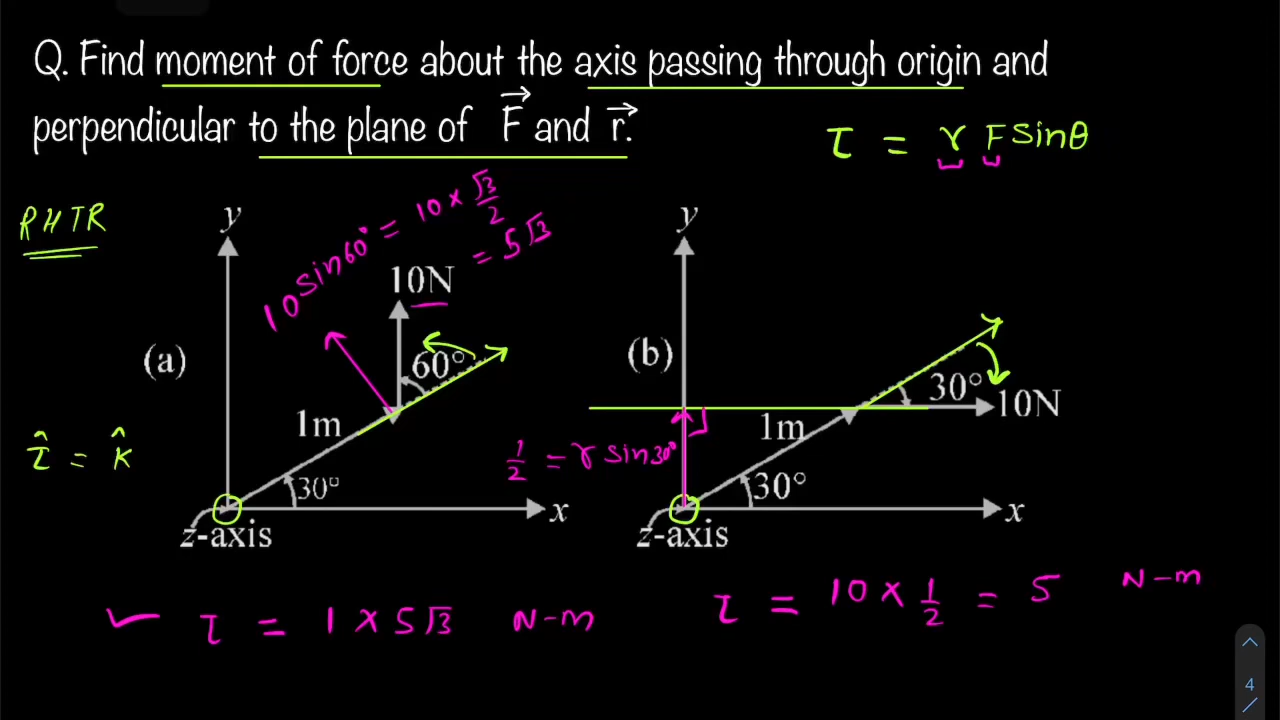 Q. Find moment of force about the axis passing through origin and
perpendicular to the plane of F⃗ and r⃗.
τ = r F sinθ
RHTR
y
10 sin60° = 10 × √3/2
= 5√3
10N
(a)
60°
1m
30°
x
z-axis
τ̂ = k̂
y
(b)
30°
10N
1m
1/2 = r sin30°
30°
x
z-axis
✓ τ = 1 × 5√3 N-m
τ = 10 × 1/2 = 5 N-m
4